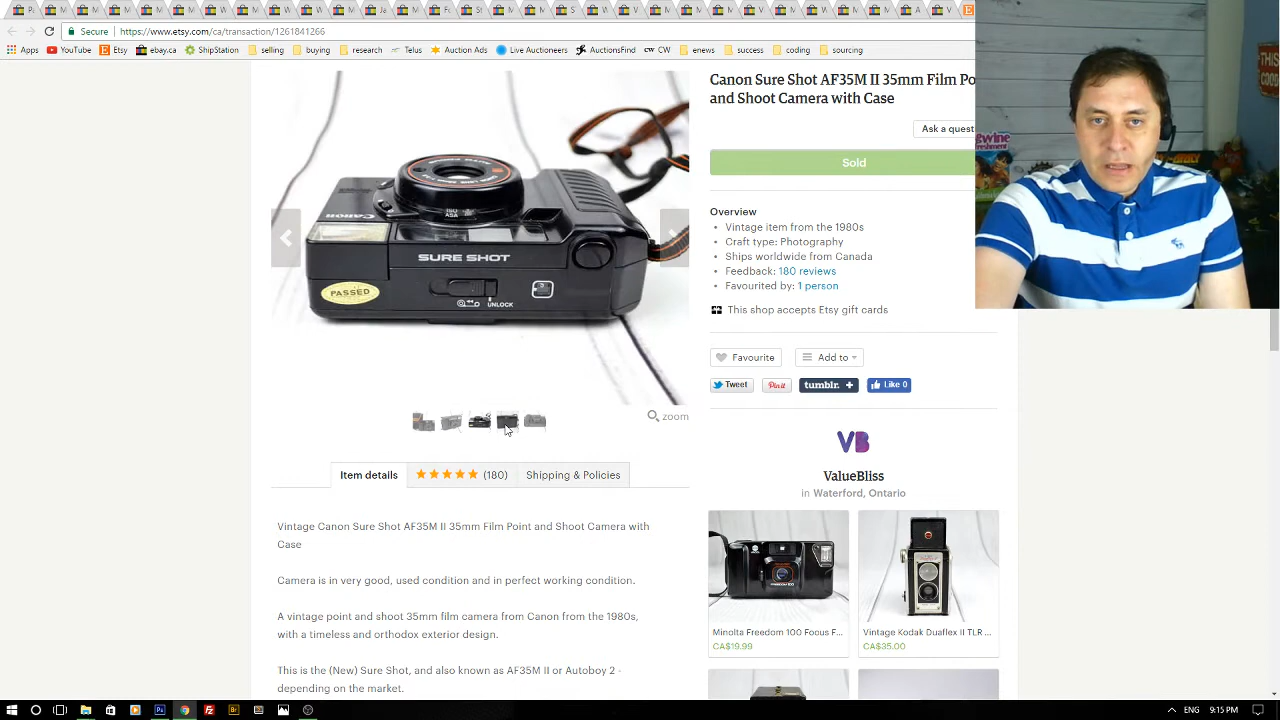 Secure
https://www.etsy.com/ca/transaction/1261841266
Apps
YouTube
Etsy
ebay.ca
ShipStation
selling
buying
research
Telus
Auction Ads
Live Auctioneers
AuctionsFind
CW
enews
success
coding
sourcing
Canon Sure Shot AF35M II 35mm Film Po
and Shoot Camera with Case
Ask a quest
Sold
Overview
Vintage item from the 1980s
Craft type: Photography
Ships worldwide from Canada
Feedback: 180 reviews
Favourited by: 1 person
This shop accepts Etsy gift cards
Favourite
Add to
Tweet
Pin it
tumblr. +
Like 0
Canon
ISO
ASA
SURE SHOT
PASSED
UNLOCK
zoom
VB
ValueBliss
in Waterford, Ontario
Item details
(180)
Shipping & Policies
Vintage Canon Sure Shot AF35M II 35mm Film Point and Shoot Camera with
Case
Camera is in very good, used condition and in perfect working condition.
A vintage point and shoot 35mm film camera from Canon from the 1980s,
with a timeless and orthodox exterior design.
This is the (New) Sure Shot, and also known as AF35M II or Autoboy 2 -
depending on the market.
Minolta Freedom 100 Focus F...
CA$19.99
Vintage Kodak Duaflex II TLR ...
CA$35.00
ENG
9:15 PM